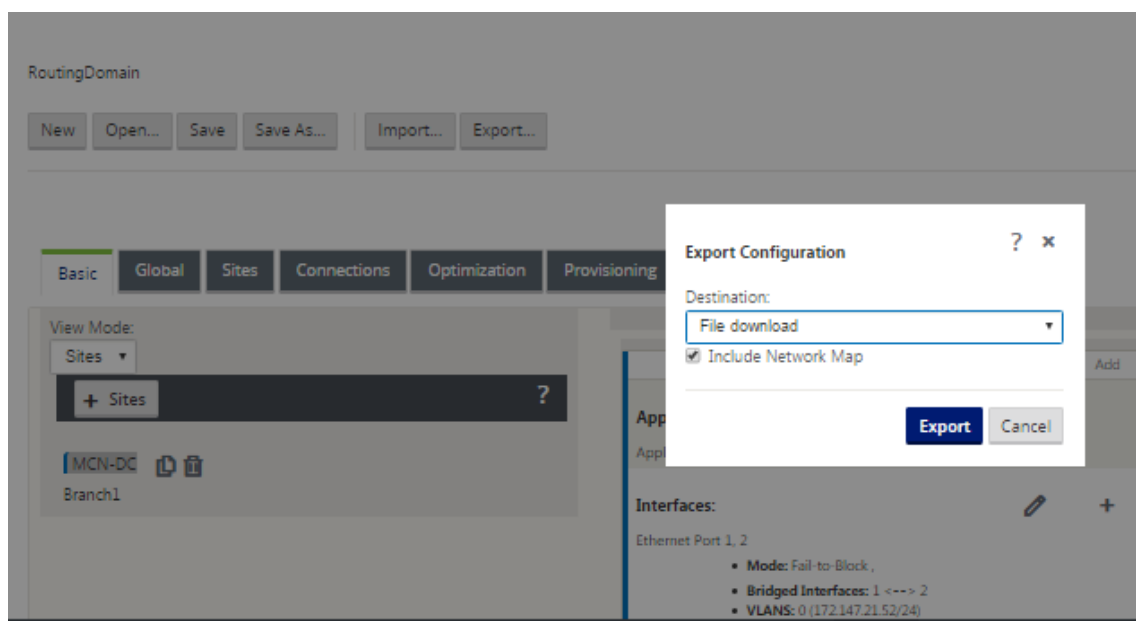 RoutingDomain
New Open... Save Save As... Import... Export...
Basic Global Sites Connections Optimization Provisioning
Export Configuration ? ×
Destination:
File download
Include Network Map
Export Cancel
View Mode:
Sites
+ Sites ?
MCN-DC
Branch1
Add
App
Appl
Interfaces: +
Ethernet Port 1, 2
• Mode: Fail-to-Block ,
• Bridged Interfaces: 1 <--> 2
• VLANS: 0 (172.147.21.52/24)